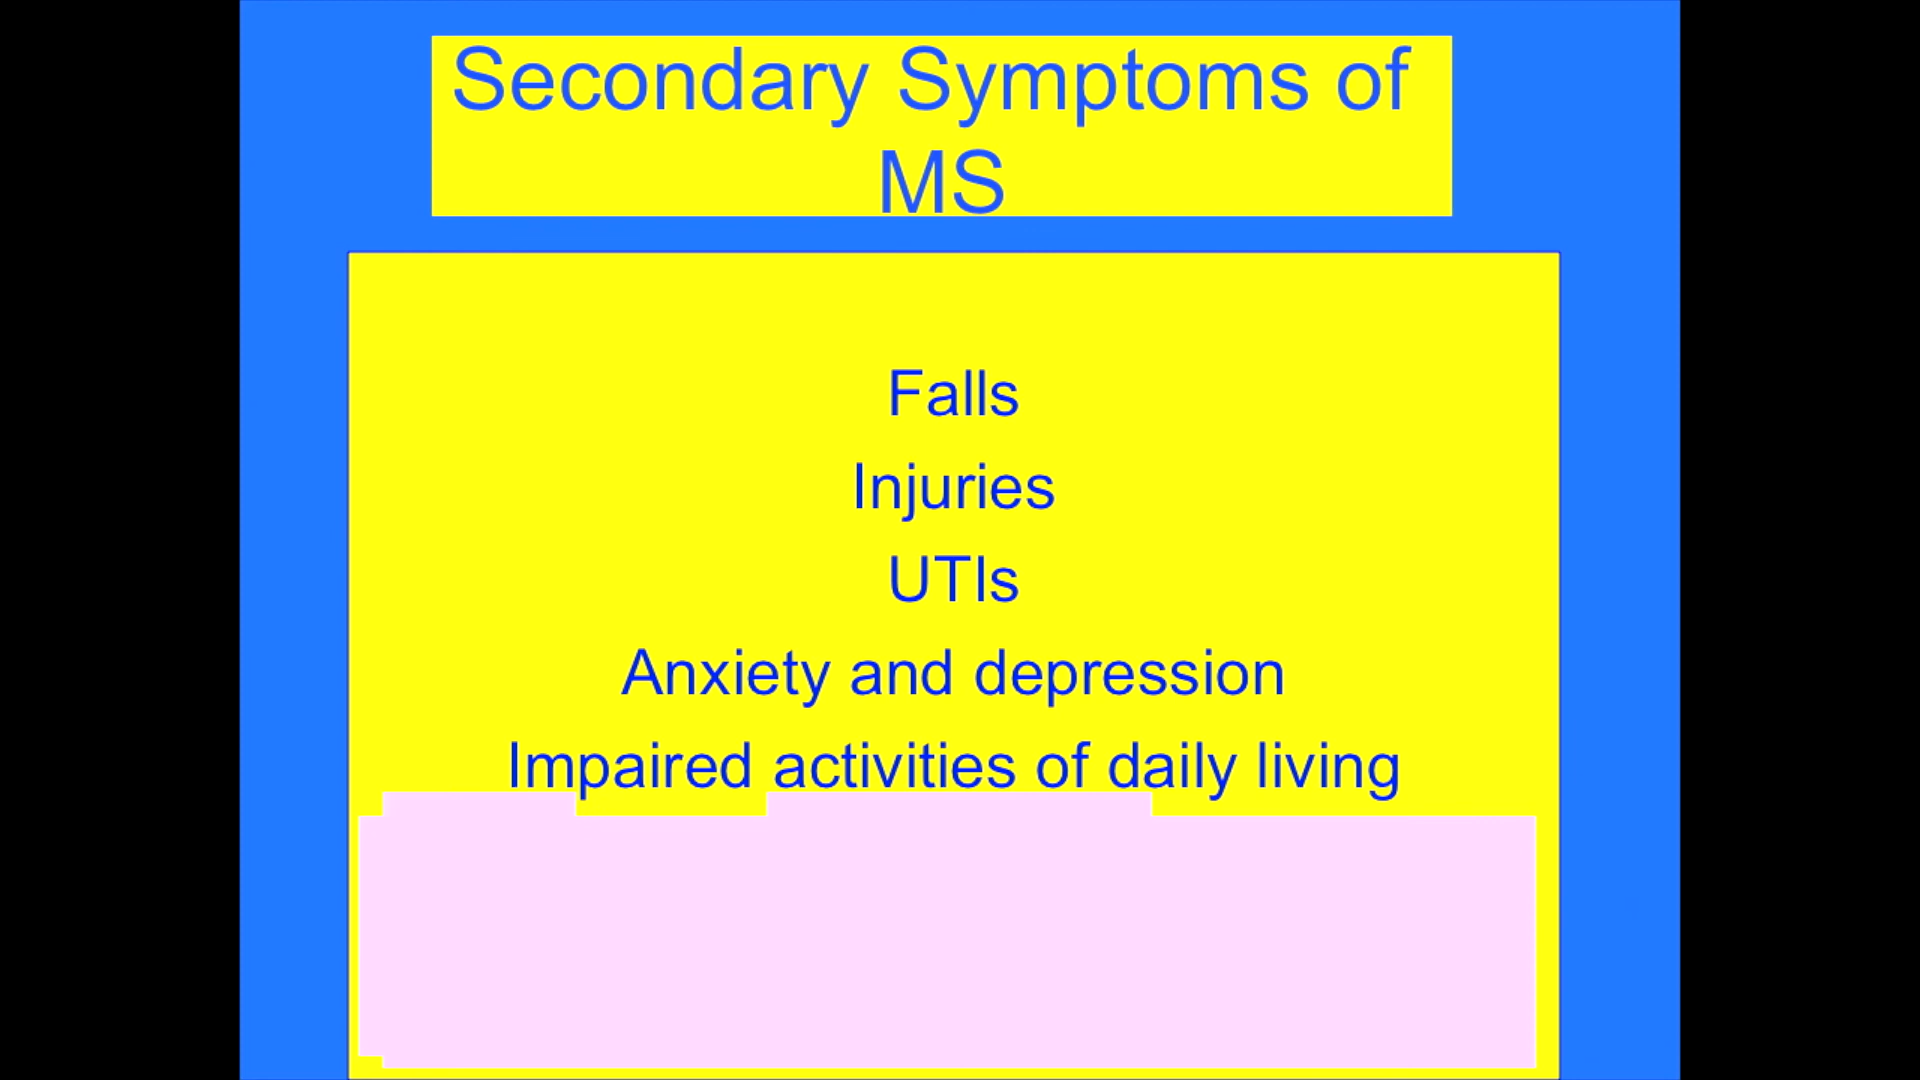 Secondary Symptoms of
MS
Falls
Injuries
UTIs
Anxiety and depression
Impaired activities of daily living